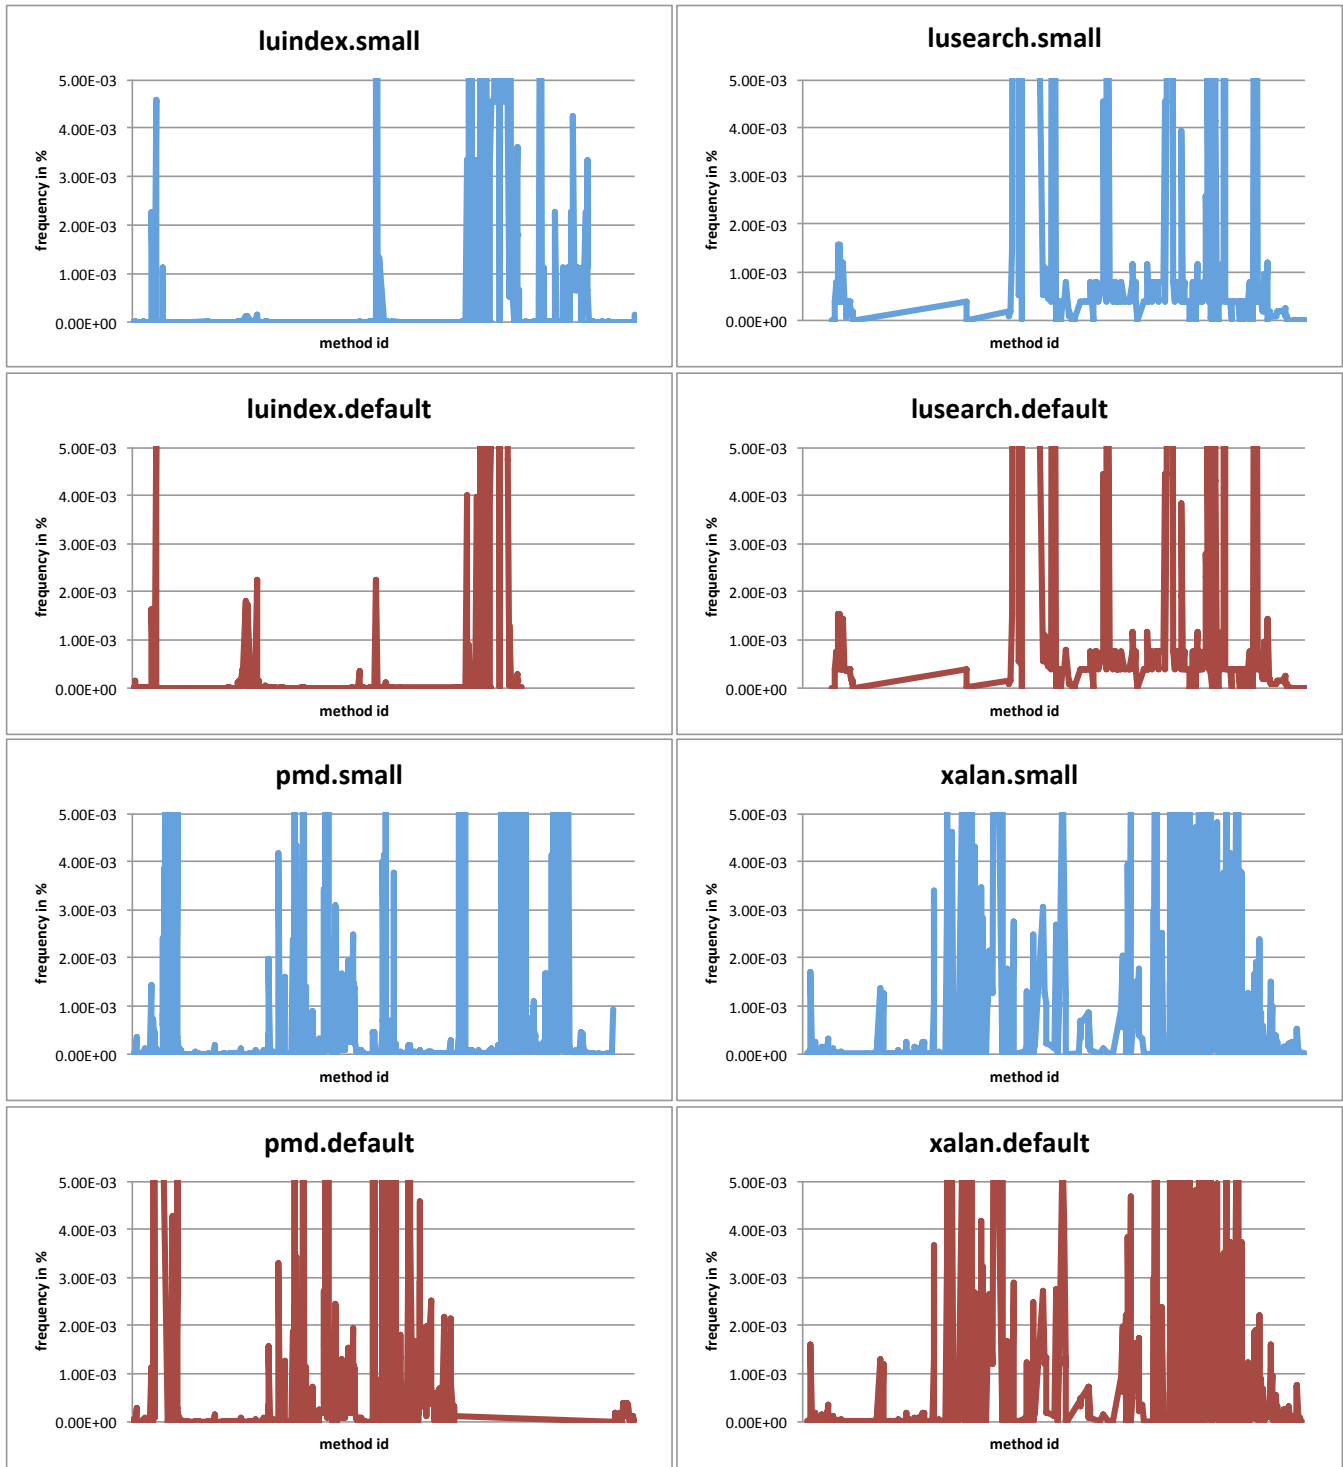 luindex.small
5.00E-03
4.00E-03
3.00E-03
2.00E-03
1.00E-03
0.00E+00
frequency in %
method id
lusearch.small
5.00E-03
4.00E-03
3.00E-03
2.00E-03
1.00E-03
0.00E+00
frequency in %
method id
luindex.default
5.00E-03
4.00E-03
3.00E-03
2.00E-03
1.00E-03
0.00E+00
frequency in %
method id
lusearch.default
5.00E-03
4.00E-03
3.00E-03
2.00E-03
1.00E-03
0.00E+00
frequency in %
method id
pmd.small
5.00E-03
4.00E-03
3.00E-03
2.00E-03
1.00E-03
0.00E+00
frequency in %
method id
xalan.small
5.00E-03
4.00E-03
3.00E-03
2.00E-03
1.00E-03
0.00E+00
frequency in %
method id
pmd.default
5.00E-03
4.00E-03
3.00E-03
2.00E-03
1.00E-03
0.00E+00
frequency in %
method id
xalan.default
5.00E-03
4.00E-03
3.00E-03
2.00E-03
1.00E-03
0.00E+00
frequency in %
method id